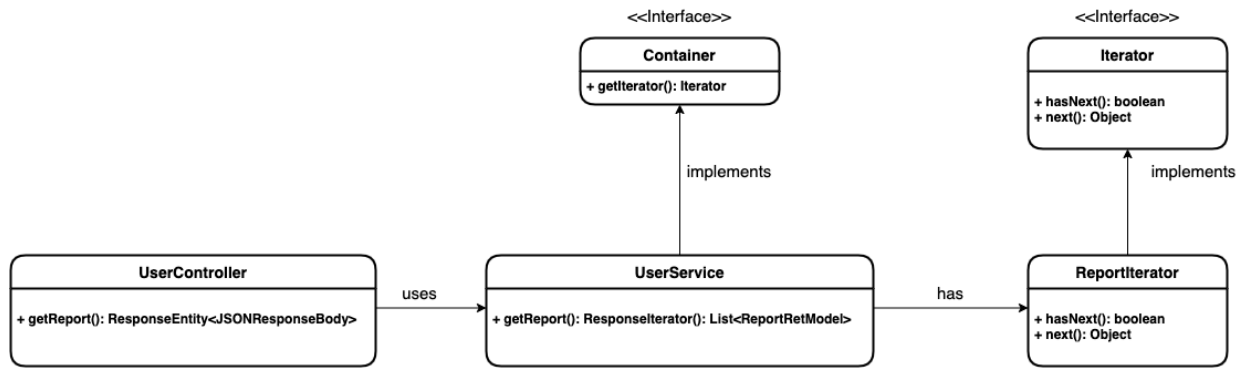 <<Interface>>
Container
+ getIterator(): Iterator
implements
<<Interface>>
Iterator
+ hasNext(): boolean
+ next(): Object
implements
UserController
+ getReport(): ResponseEntity<JSONResponseBody>
uses
UserService
+ getReport(): ResponseIterator(): List<ReportRetModel>
has
ReportIterator
+ hasNext(): boolean
+ next(): Object